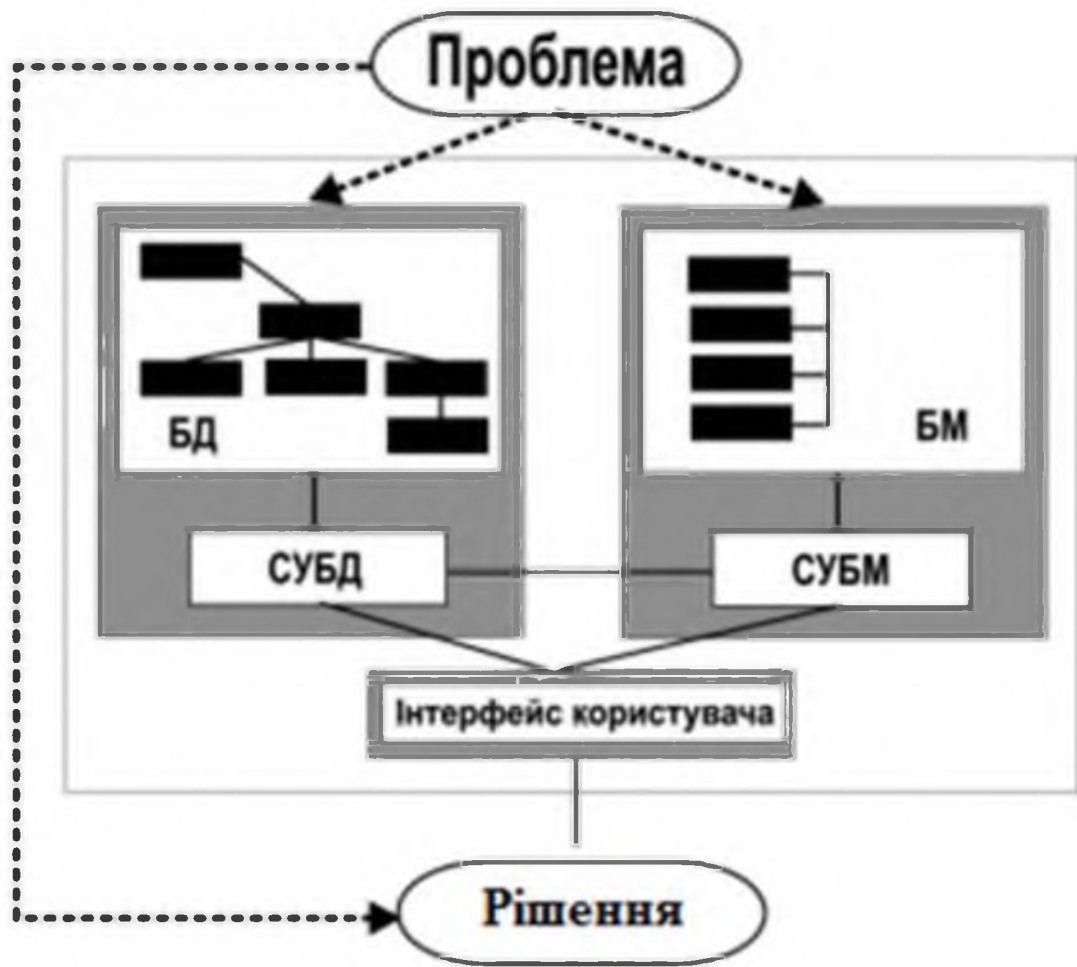 Проблема
БД
БМ
СУБД
СУБМ
Інтерфейс користувача
Рішення